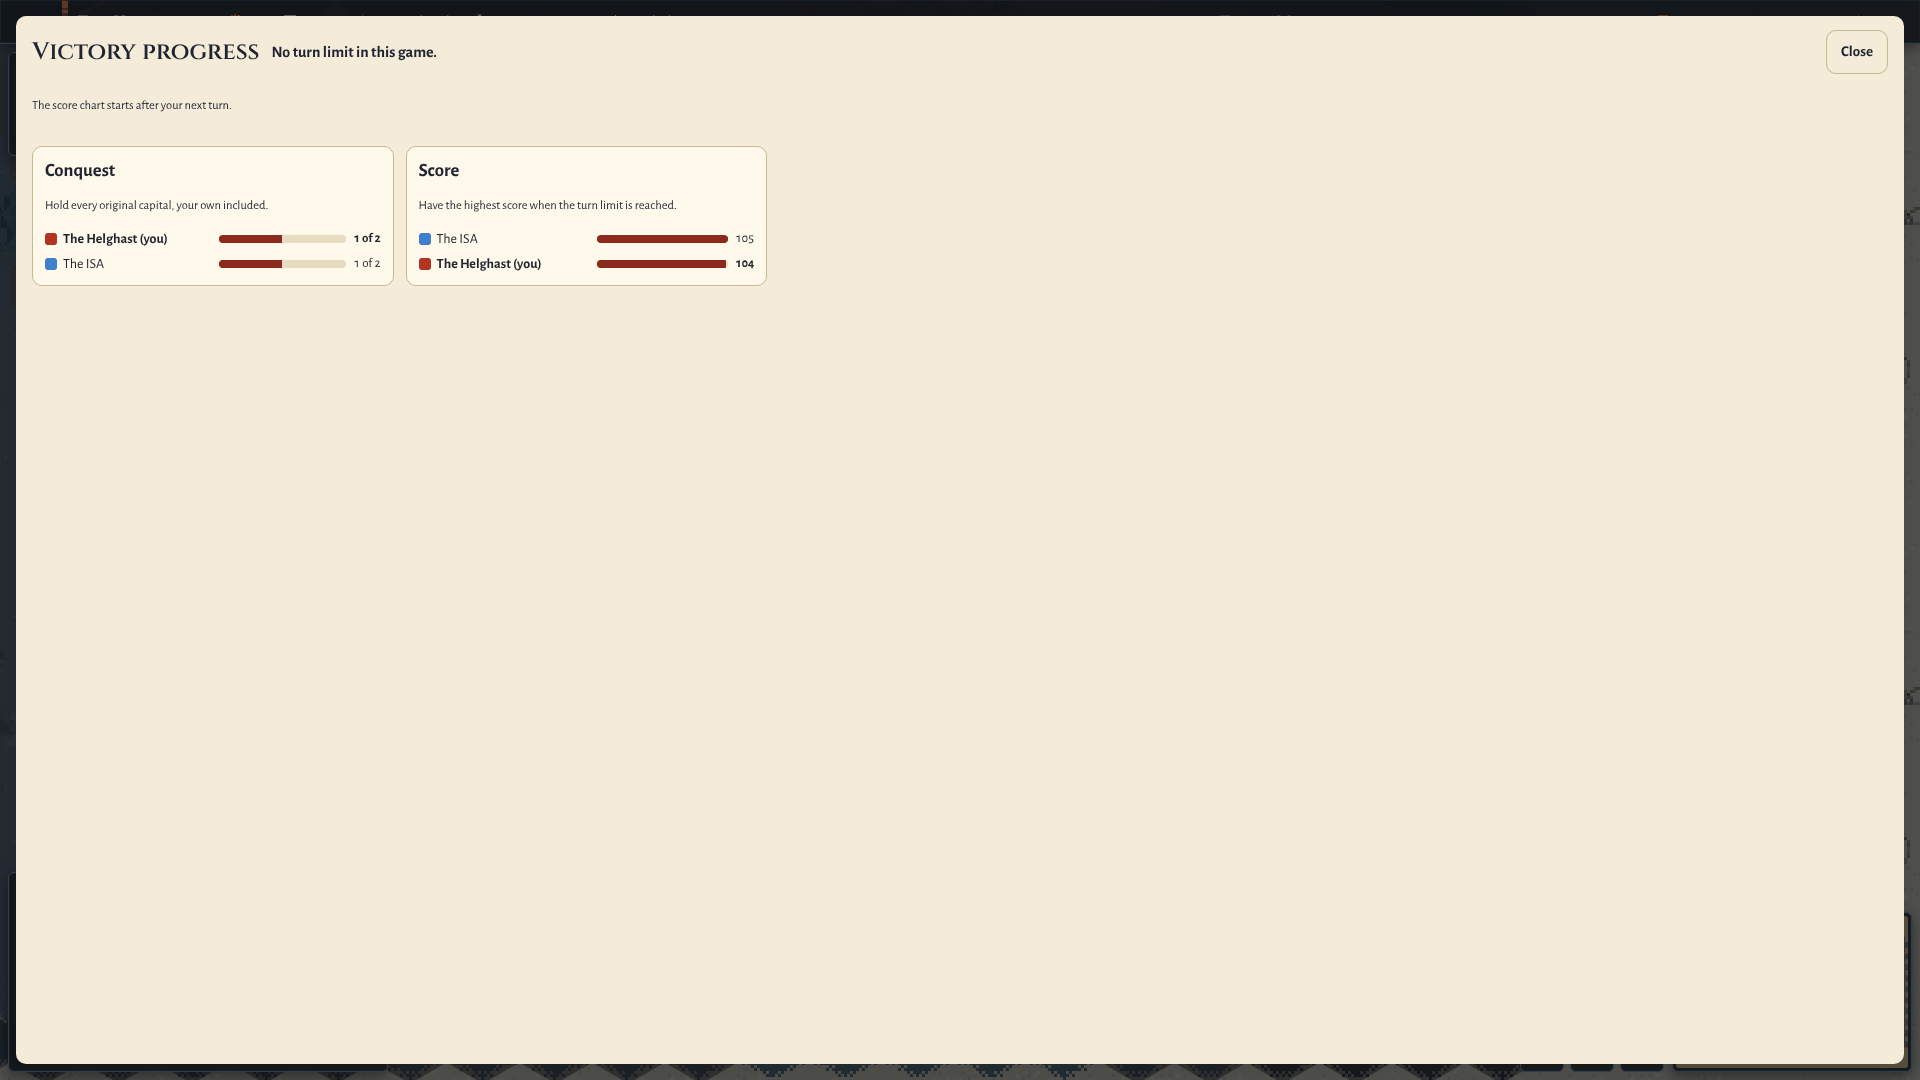 Victory progress No turn limit in this game.
Close
The score chart starts after your next turn.
Conquest
Hold every original capital, your own included.
The Helghast (you) 1 of 2
The ISA 1 of 2
Score
Have the highest score when the turn limit is reached.
The ISA 105
The Helghast (you) 104